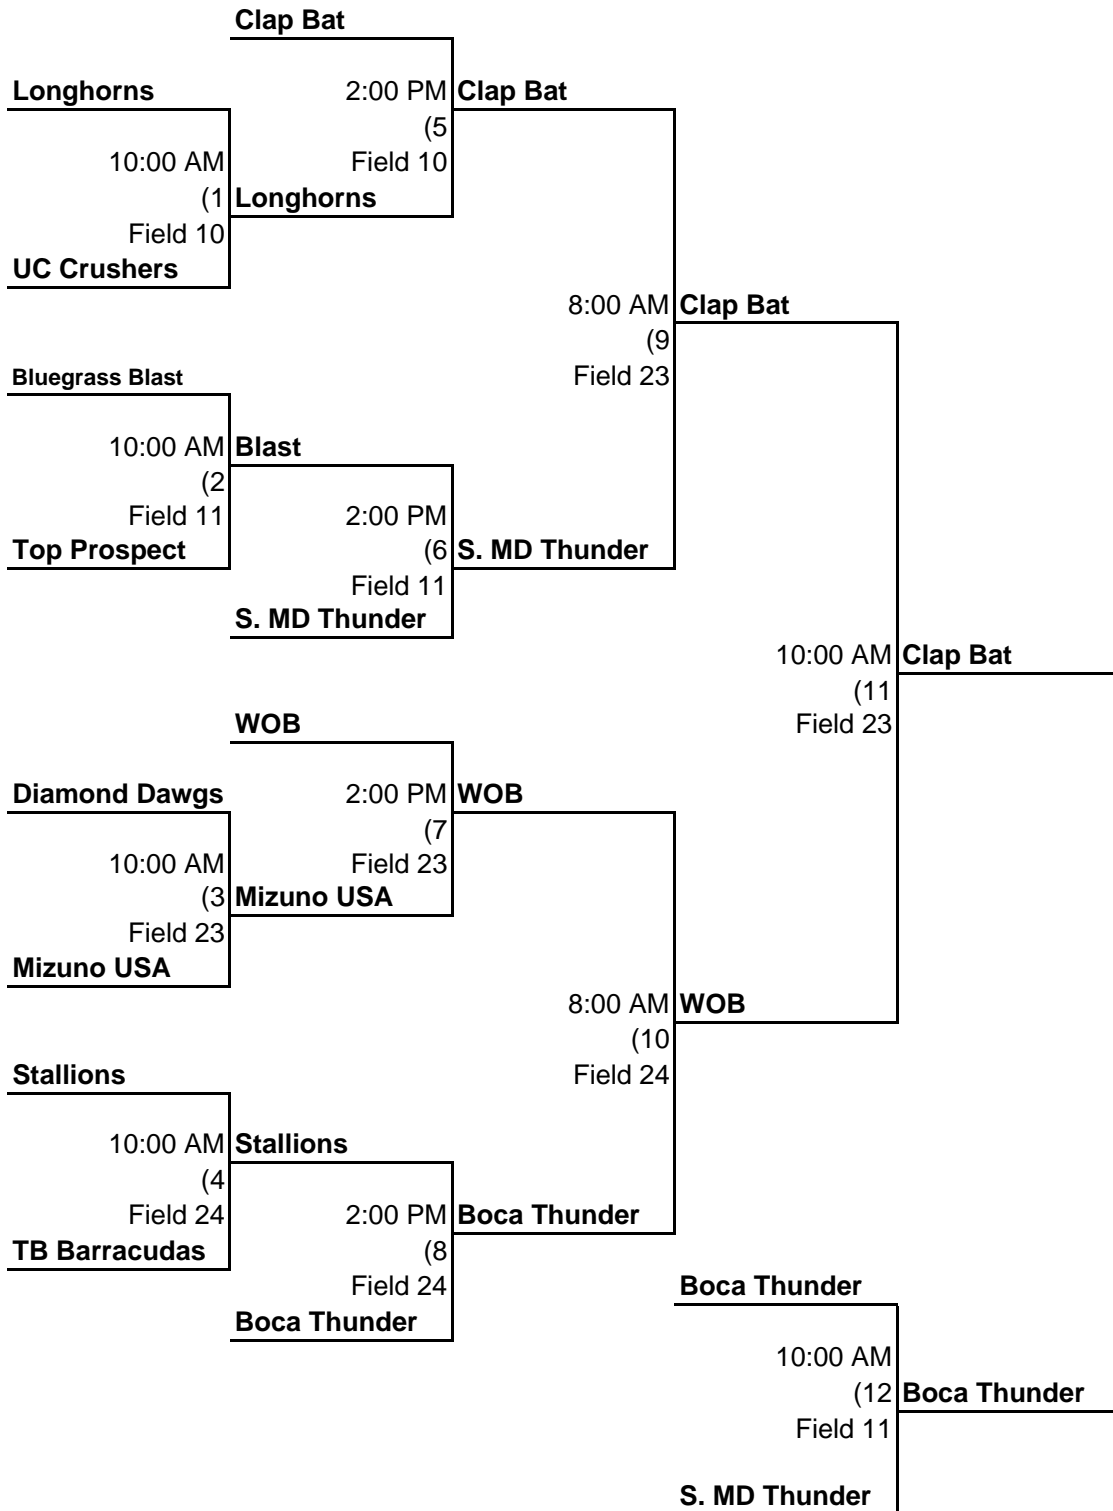 Clap Bat
Longhorns
2:00 PM Clap Bat
(5
10:00 AM
Field 10
(1 Longhorns
Field 10
UC Crushers
8:00 AM Clap Bat
(9
Bluegrass Blast
Field 23
10:00 AM Blast
(2
Field 11
2:00 PM
Top Prospect
(6 S. MD Thunder
Field 11
S. MD Thunder
10:00 AM Clap Bat
(11
WOB
Field 23
Diamond Dawgs
2:00 PM WOB
(7
10:00 AM
Field 23
(3 Mizuno USA
Field 23
Mizuno USA
8:00 AM WOB
(10
Stallions
Field 24
10:00 AM Stallions
(4
Field 24
2:00 PM Boca Thunder
TB Barracudas
(8
Field 24
Boca Thunder
Boca Thunder
10:00 AM
(12 Boca Thunder
Field 11
S. MD Thunder